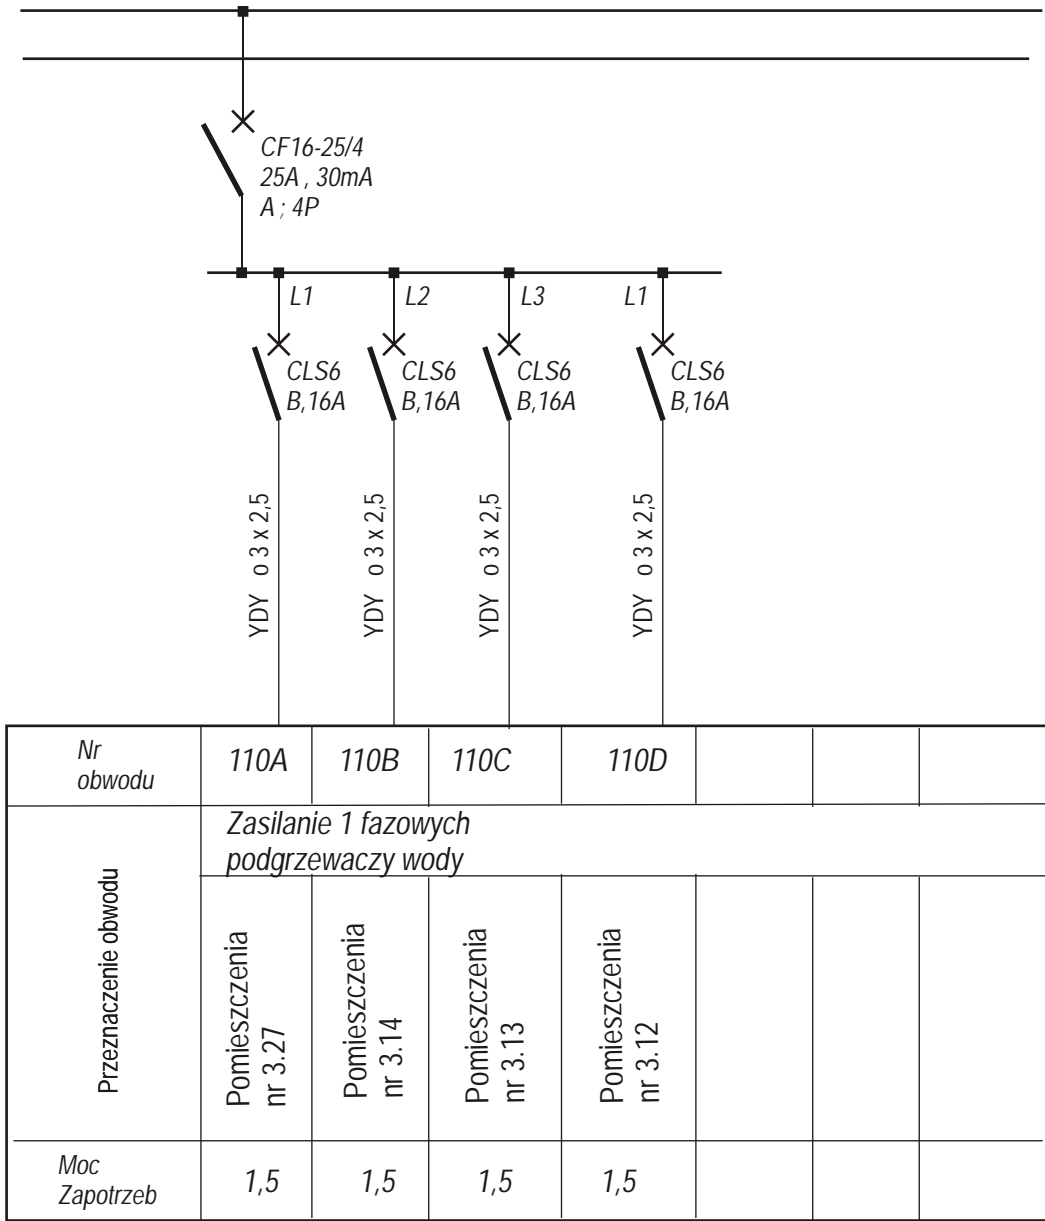 CF16-25/4
25A , 30mA
A ; 4P
L1
L2
L3
L1
CLS6
B,16A
CLS6
B,16A
CLS6
B,16A
CLS6
B,16A
YDY o 3 x 2,5
YDY o 3 x 2,5
YDY o 3 x 2,5
YDY o 3 x 2,5
Nr
obwodu
110A
110B
110C
110D
Przeznaczenie obwodu
Zasilanie 1 fazowych
podgrzewaczy wody
Pomieszczenia
nr 3.27
Pomieszczenia
nr 3.14
Pomieszczenia
nr 3.13
Pomieszczenia
nr 3.12
Moc
Zapotrzeb
1,5
1,5
1,5
1,5